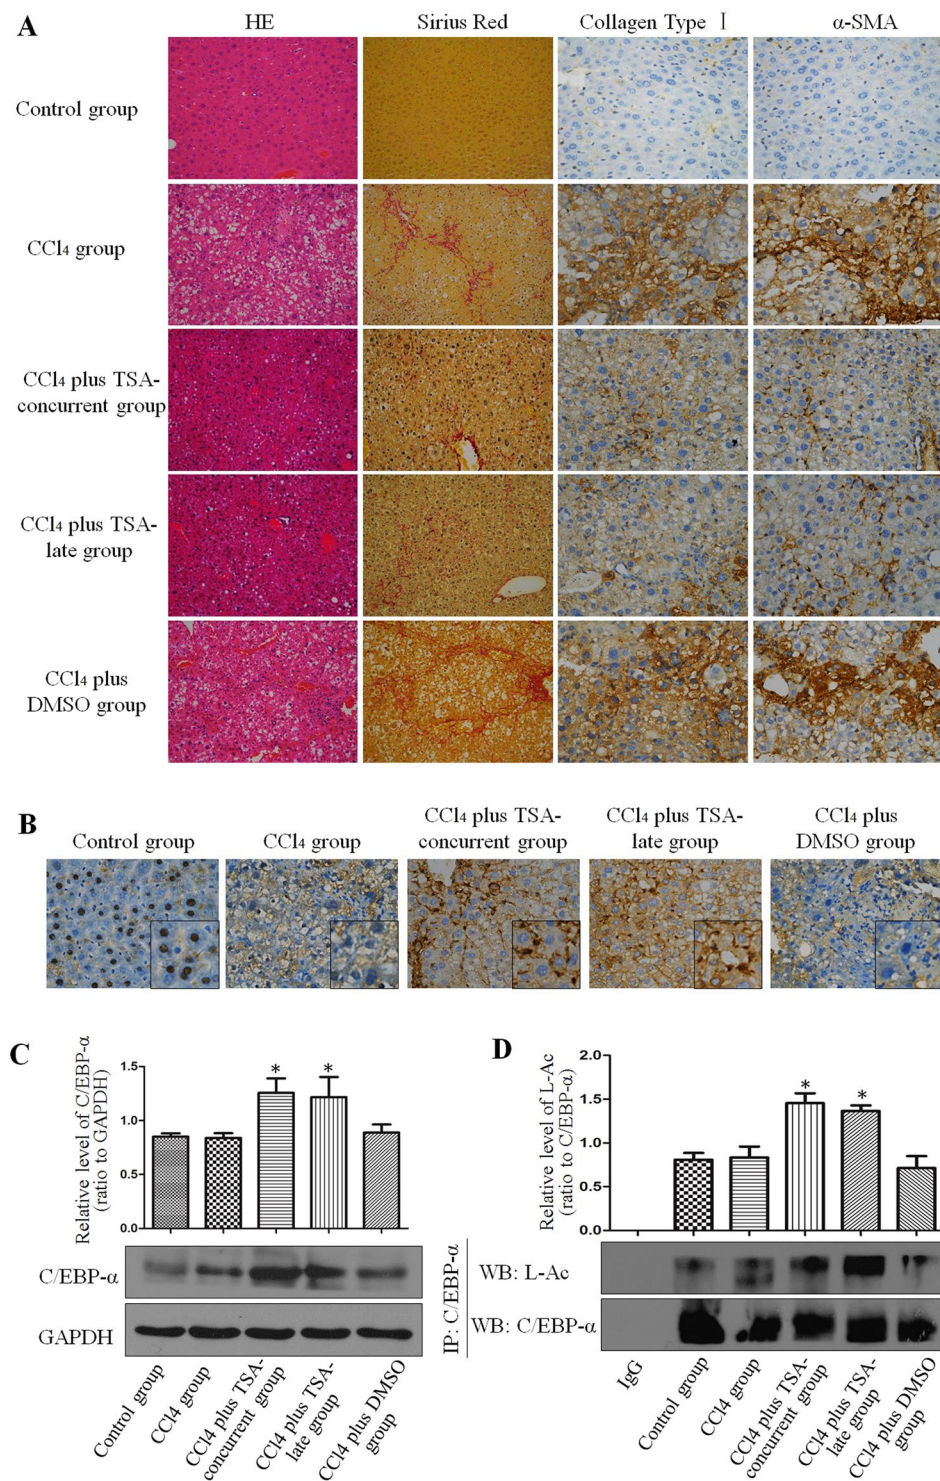 A
HE
Sirius Red
Collagen Type Ⅰ
α-SMA
Control group
CCl₄ group
CCl₄ plus TSA-
concurrent group
CCl₄ plus TSA-
late group
CCl₄ plus
DMSO group
B
Control group
CCl₄ group
CCl₄ plus TSA-
concurrent group
CCl₄ plus TSA-
late group
CCl₄ plus
DMSO group
C
Relative level of C/EBP-α
(ratio to GAPDH)
1.5
1.0
0.5
0.0
*
*
C/EBP-α
GAPDH
Control group
CCl4 group
CCl4 plus TSA-
concurrent group
CCl4 plus TSA-
late group
CCl4 plus DMSO
group
D
Relative level of L-Ac
(ratio to C/EBP-α)
2.0
1.5
1.0
0.5
0.0
*
*
IP: C/EBP-α
WB: L-Ac
WB: C/EBP-α
IgG
Control group
CCl4 group
CCl4 plus TSA-
concurrent group
CCl4 plus TSA-
late group
CCl4 plus DMSO
group